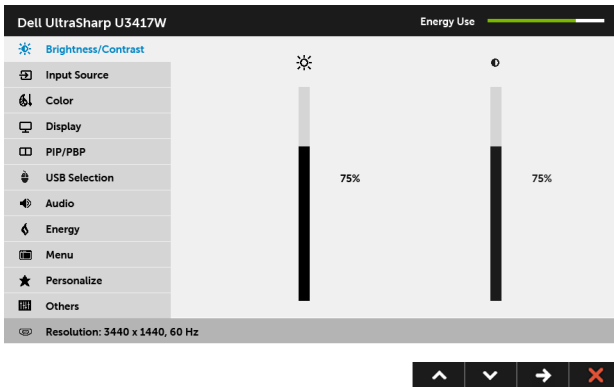 Dell UltraSharp U3417W
Energy Use
Brightness/Contrast
Input Source
Color
Display
PIP/PBP
USB Selection
Audio
Energy
Menu
Personalize
Others
75%
75%
Resolution: 3440 x 1440, 60 Hz